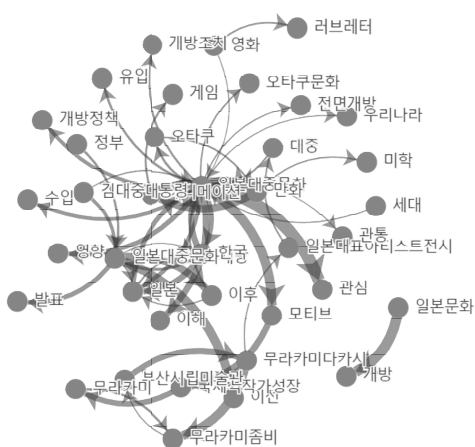 러브레터
개방조치 영화
유입
게임
오타쿠문화
전면개방
우리나라
개방정책
정부
오타쿠
대중
미학
일본대중문화
만화
김대중대통령
수입
세대
관통
영향
일본대중문화
한국
일본대표아티스트전시
발표
일본
이후
관심
이해
모티브
일본문화
무라카미다카시
개방
무라카미
부산시립미술관
무라카미좀비